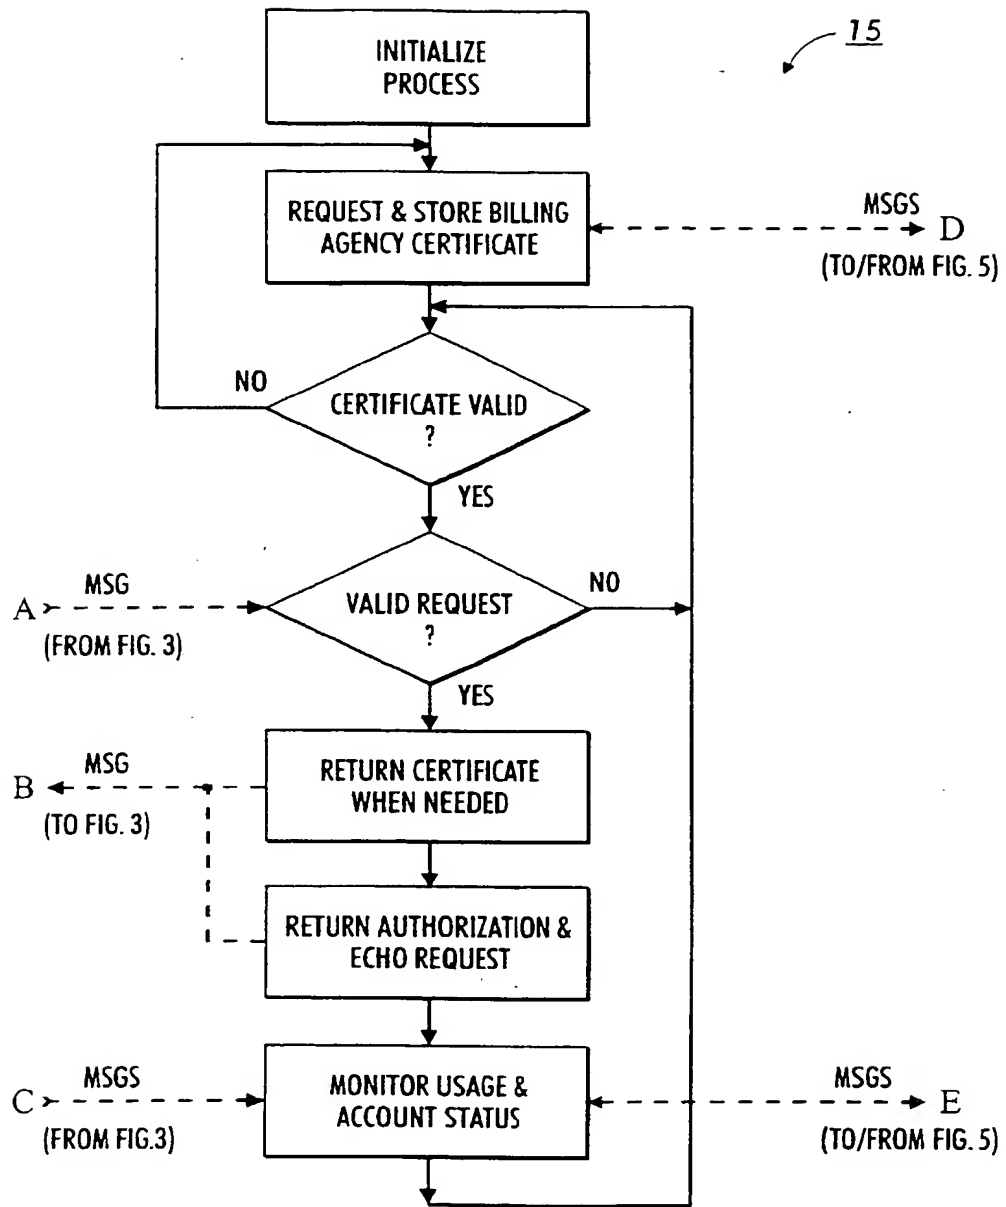 15
INITIALIZE
PROCESS
REQUEST & STORE BILLING
AGENCY CERTIFICATE
MSGS
D
(TO/FROM FIG. 5)
NO
CERTIFICATE VALID
?
YES
MSG
A
(FROM FIG. 3)
VALID REQUEST
?
NO
YES
MSG
B
(TO FIG. 3)
RETURN CERTIFICATE
WHEN NEEDED
RETURN AUTHORIZATION &
ECHO REQUEST
MSGS
C
(FROM FIG.3)
MONITOR USAGE &
ACCOUNT STATUS
MSGS
E
(TO/FROM FIG. 5)